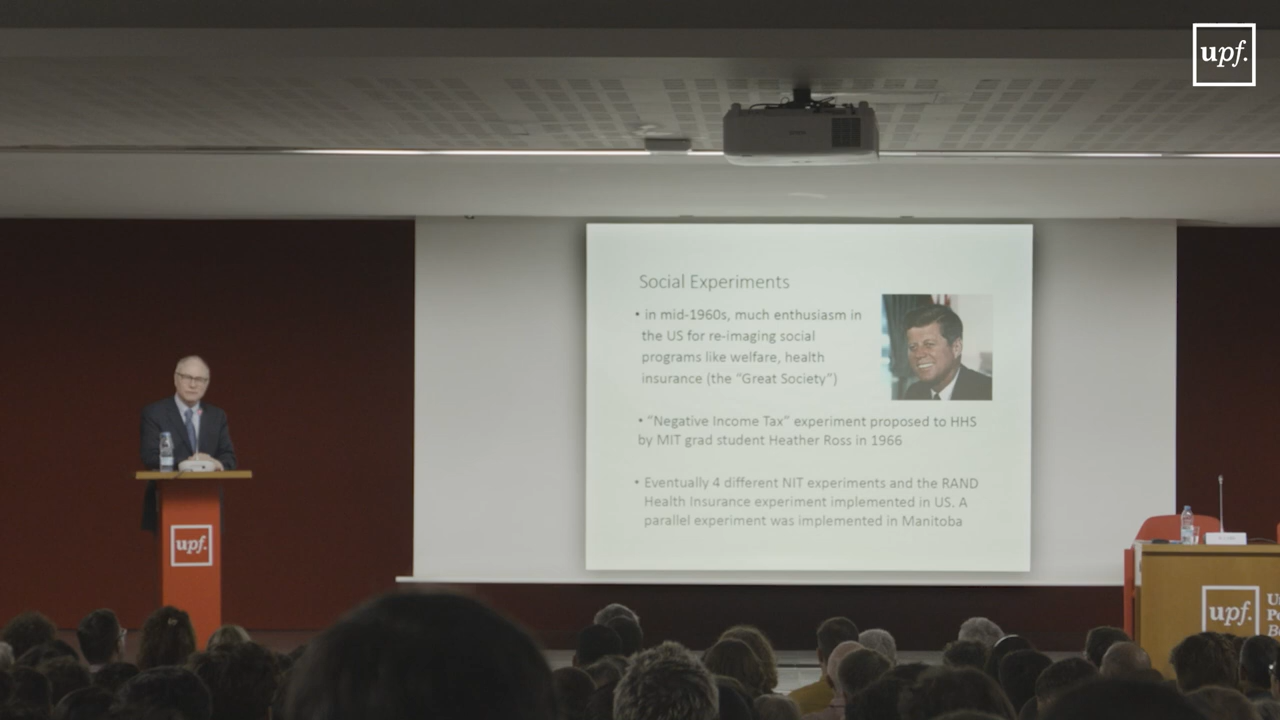 upf.
Social Experiments
• in mid-1960s, much enthusiasm in
the US for re-imaging social
programs like welfare, health
insurance (the “Great Society”)
• “Negative Income Tax” experiment proposed to HHS
by MIT grad student Heather Ross in 1966
• Eventually 4 different NIT experiments and the RAND
Health Insurance experiment implemented in US. A
parallel experiment was implemented in Manitoba
upf.
upf.